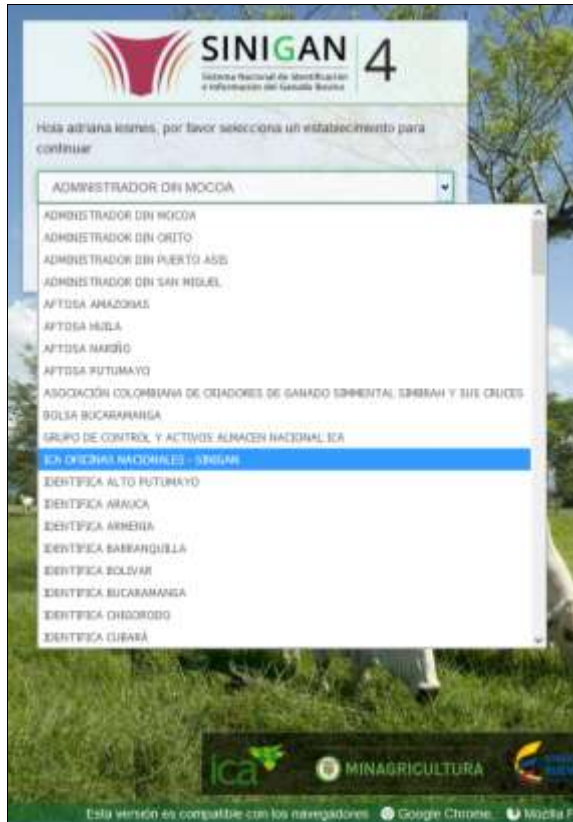 SINIGAN 4
Sistema Nacional de Identificación
e Información del Ganado Bovino
Hola adriana lesmes, por favor selecciona un establecimiento para
continuar
ADMINISTRADOR DIN MOCOA
ADMINISTRADOR DIN MOCOA
ADMINISTRADOR DIN ORITO
ADMINISTRADOR DIN PUERTO ASIS
ADMINISTRADOR DIN SAN MIGUEL
AFTOSA AMAZONAS
AFTOSA HUILA
AFTOSA NARIÑO
AFTOSA PUTUMAYO
ASOCIACIÓN COLOMBIANA DE CRIADORES DE GANADO SIMMENTAL SIMBRAH Y SUS CRUCES
BOLSA BUCARAMANGA
GRUPO DE CONTROL Y ACTIVOS ALMACEN NACIONAL ICA
ICA OFICINAS NACIONALES - SINIGAN
IDENTIFICA ALTO PUTUMAYO
IDENTIFICA ARAUCA
IDENTIFICA ARMENIA
IDENTIFICA BARRANQUILLA
IDENTIFICA BOLIVAR
IDENTIFICA BUCARAMANGA
IDENTIFICA CHIGORODO
IDENTIFICA CUBARÁ
ica MINAGRICULTURA
Esta versión es compatible con los navegadores Google Chrome, Mozilla F